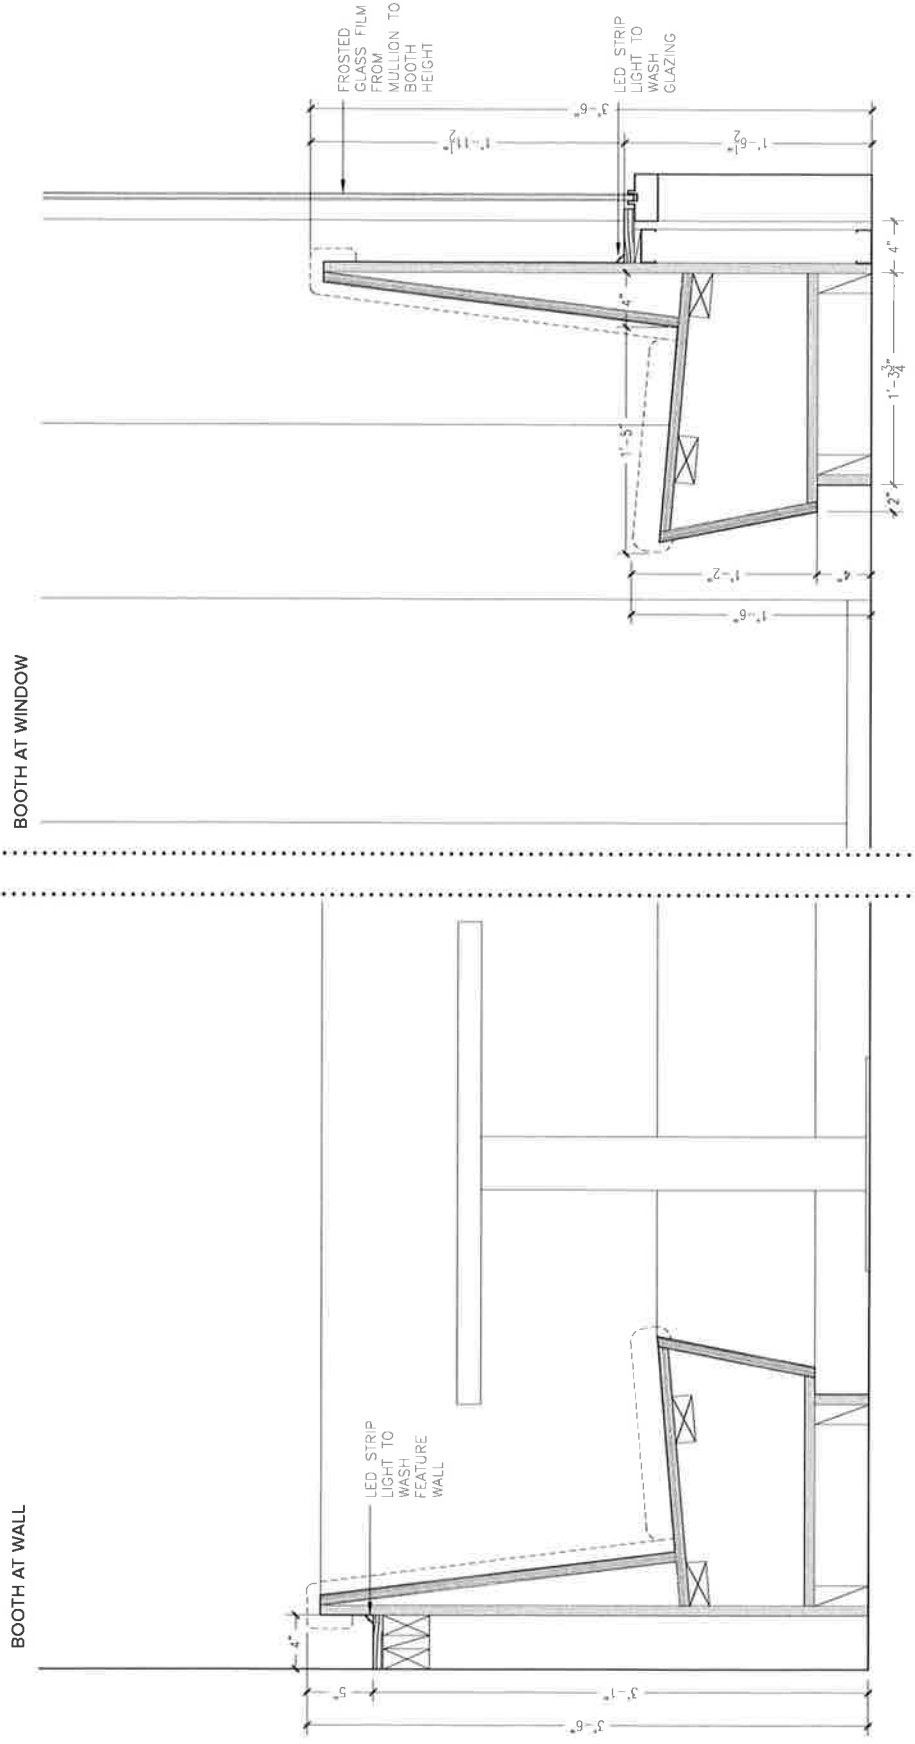 BOOTH AT WALL
LED STRIP
LIGHT TO
WASH
FEATURE
WALL
4"
5"
3'-1"
3'-6"
BOOTH AT WINDOW
FROSTED
GLASS FILM
FROM
MULLION TO
BOOTH
HEIGHT
LED STRIP
LIGHT TO
WASH
GLAZING
3'-6"
1'-11½"
1'-6½"
4"
1'-5"
1'-2"
4"
1'-6"
2"
1'-3¾"
4"